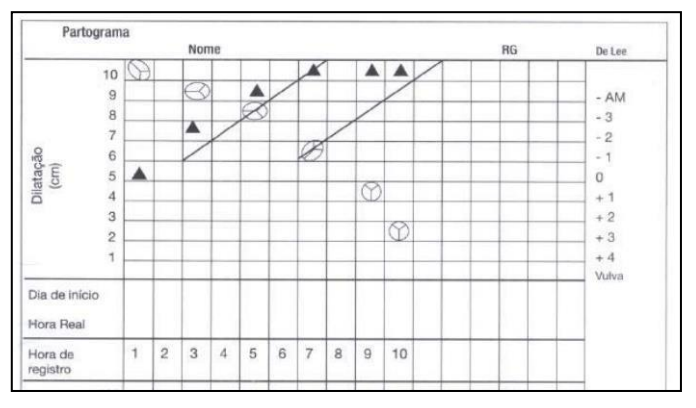 Partograma
Nome RG De Lee
10
9 - AM
8 - 3
7 - 2
6 - 1
5 0
4 + 1
3 + 2
2 + 3
1 + 4
Vulva
Dilatação
(cm)
Dia de início
Hora Real
Hora de
registro
1 2 3 4 5 6 7 8 9 10